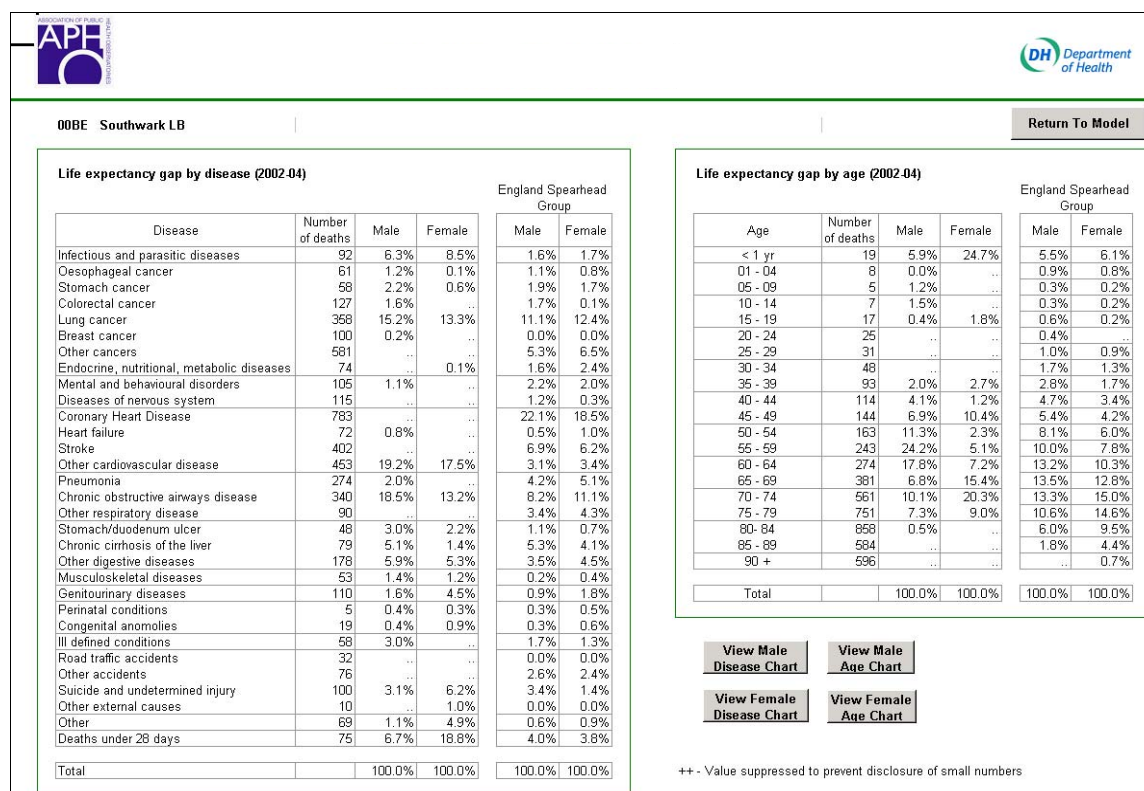 ASSOCIATION OF PUBLIC
HEALTH OBSERVATORIES
APHO
DH Department
of Health
00BE Southwark LB
Return To Model
Life expectancy gap by disease (2002-04)
England Spearhead
Group
Disease Number of deaths Male Female Male Female
Infectious and parasitic diseases 92 6.3% 8.5% 1.6% 1.7%
Oesophageal cancer 61 1.2% 0.1% 1.1% 0.8%
Stomach cancer 58 2.2% 0.6% 1.9% 1.7%
Colorectal cancer 127 1.6% .. 1.7% 0.1%
Lung cancer 358 15.2% 13.3% 11.1% 12.4%
Breast cancer 100 0.2% .. 0.0% 0.0%
Other cancers 581 .. .. 5.3% 6.5%
Endocrine, nutritional, metabolic diseases 74 .. 0.1% 1.6% 2.4%
Mental and behavioural disorders 105 1.1% .. 2.2% 2.0%
Diseases of nervous system 115 .. .. 1.2% 0.3%
Coronary Heart Disease 783 .. .. 22.1% 18.5%
Heart failure 72 0.8% .. 0.5% 1.0%
Stroke 402 .. .. 6.9% 6.2%
Other cardiovascular disease 453 19.2% 17.5% 3.1% 3.4%
Pneumonia 274 2.0% .. 4.2% 5.1%
Chronic obstructive airways disease 340 18.5% 13.2% 8.2% 11.1%
Other respiratory disease 90 .. .. 3.4% 4.3%
Stomach/duodenum ulcer 48 3.0% 2.2% 1.1% 0.7%
Chronic cirrhosis of the liver 79 5.1% 1.4% 5.3% 4.1%
Other digestive diseases 178 5.9% 5.3% 3.5% 4.5%
Musculoskeletal diseases 53 1.4% 1.2% 0.2% 0.4%
Genitourinary diseases 110 1.6% 4.5% 0.9% 1.8%
Perinatal conditions 5 0.4% 0.3% 0.3% 0.5%
Congenital anomolies 19 0.4% 0.9% 0.3% 0.6%
Ill defined conditions 58 3.0% .. 1.7% 1.3%
Road traffic accidents 32 .. .. 0.0% 0.0%
Other accidents 76 .. .. 2.6% 2.4%
Suicide and undetermined injury 100 3.1% 6.2% 3.4% 1.4%
Other external causes 10 .. 1.0% 0.0% 0.0%
Other 69 1.1% 4.9% 0.6% 0.9%
Deaths under 28 days 75 6.7% 18.8% 4.0% 3.8%
Total 100.0% 100.0% 100.0% 100.0%
Life expectancy gap by age (2002-04)
England Spearhead
Group
Age Number of deaths Male Female Male Female
< 1 yr 19 5.9% 24.7% 5.5% 6.1%
01 - 04 8 0.0% .. 0.9% 0.8%
05 - 09 5 1.2% .. 0.3% 0.2%
10 - 14 7 1.5% .. 0.3% 0.2%
15 - 19 17 0.4% 1.8% 0.6% 0.2%
20 - 24 25 .. .. 0.4% ..
25 - 29 31 .. .. 1.0% 0.9%
30 - 34 48 .. .. 1.7% 1.3%
35 - 39 93 2.0% 2.7% 2.8% 1.7%
40 - 44 114 4.1% 1.2% 4.7% 3.4%
45 - 49 144 6.9% 10.4% 5.4% 4.2%
50 - 54 163 11.3% 2.3% 8.1% 6.0%
55 - 59 243 24.2% 5.1% 10.0% 7.8%
60 - 64 274 17.8% 7.2% 13.2% 10.3%
65 - 69 381 6.8% 15.4% 13.5% 12.8%
70 - 74 561 10.1% 20.3% 13.3% 15.0%
75 - 79 751 7.3% 9.0% 10.6% 14.6%
80- 84 858 0.5% .. 6.0% 9.5%
85 - 89 584 .. .. 1.8% 4.4%
90 + 596 .. .. .. 0.7%
Total 100.0% 100.0% 100.0% 100.0%
View Male
Disease Chart
View Male
Age Chart
View Female
Disease Chart
View Female
Age Chart
++ - Value suppressed to prevent disclosure of small numbers